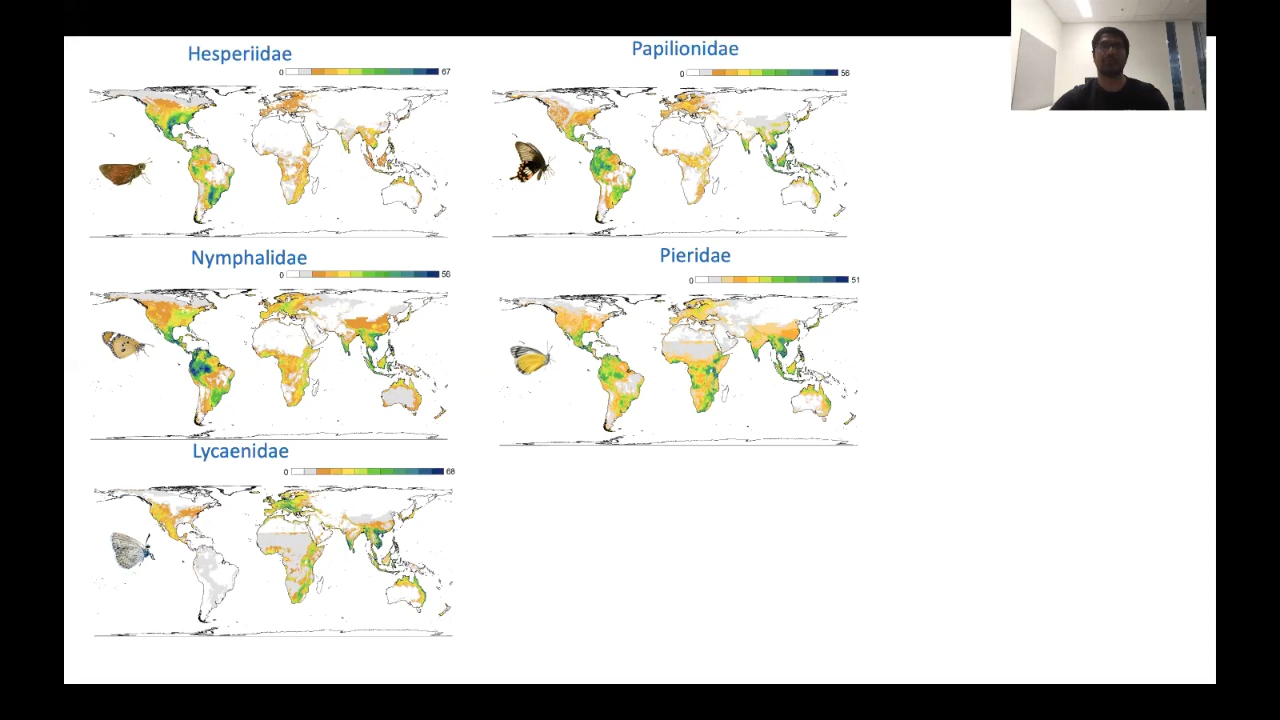 Hesperiidae
0 67
Papilionidae
0 56
Nymphalidae
0 56
Pieridae
0 51
Lycaenidae
0 68